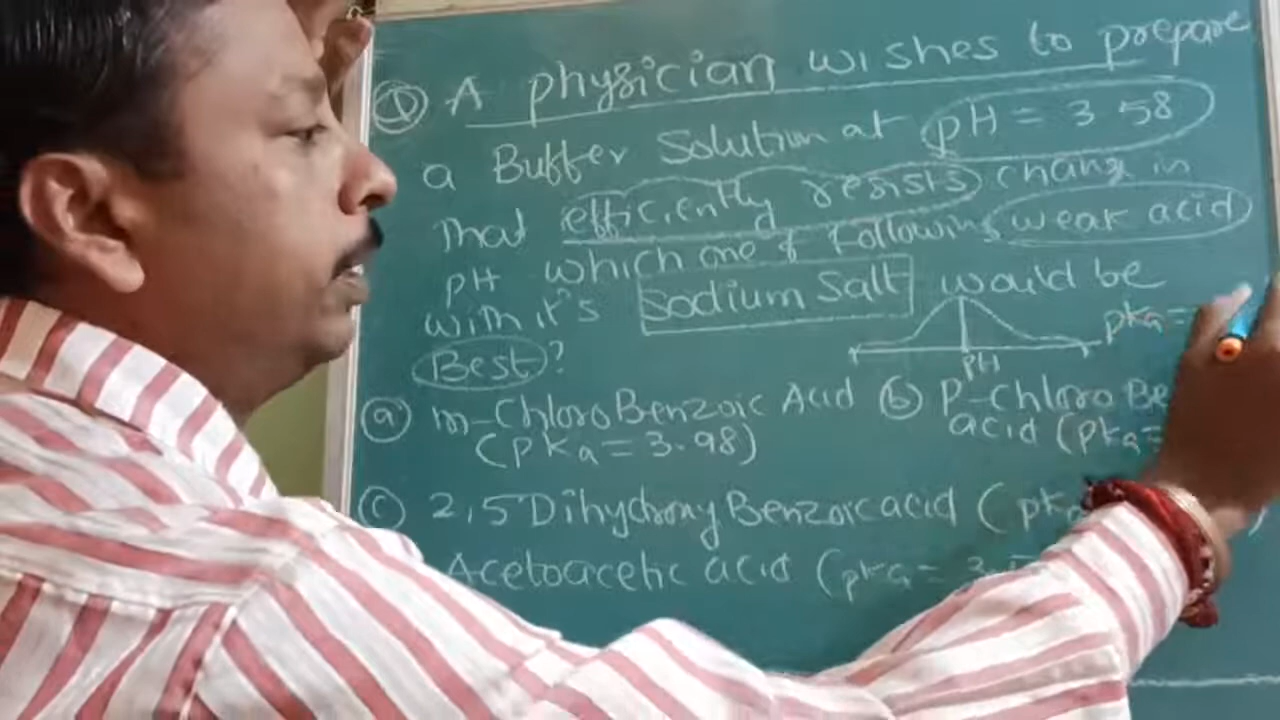 ① A physician wishes to prepare
a Buffer Solution at pH = 3.58
That efficiently resists change in
pH which one of following weak acid
with it's Sodium Salt would be
Best?
pka =
PH
ⓐ m-Chloro Benzoic Acid ⓑ P-Chloro Be
(pKa = 3.98) acid (pka =
ⓒ 2,5 Dihydroxy Benzoic acid (pka
Acetoacetic acid (pka = 3.5